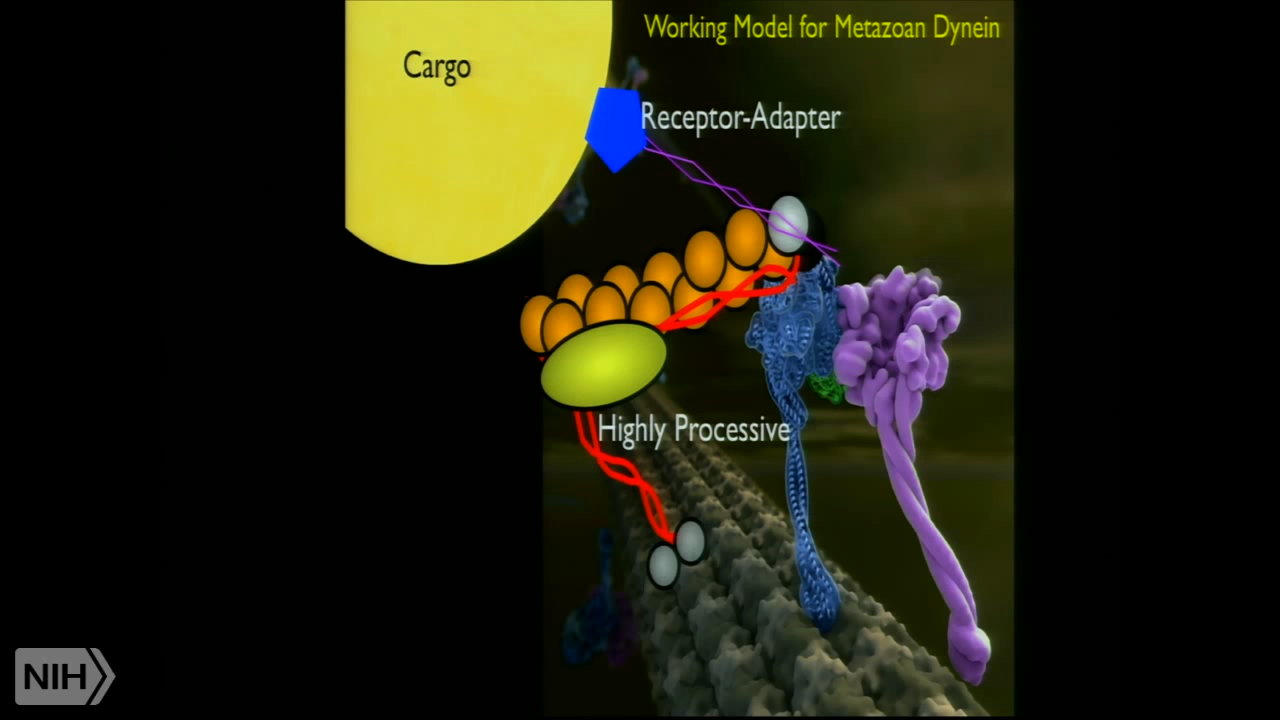 Working Model for Metazoan Dynein
Cargo
Receptor-Adapter
Highly Processive
NIH